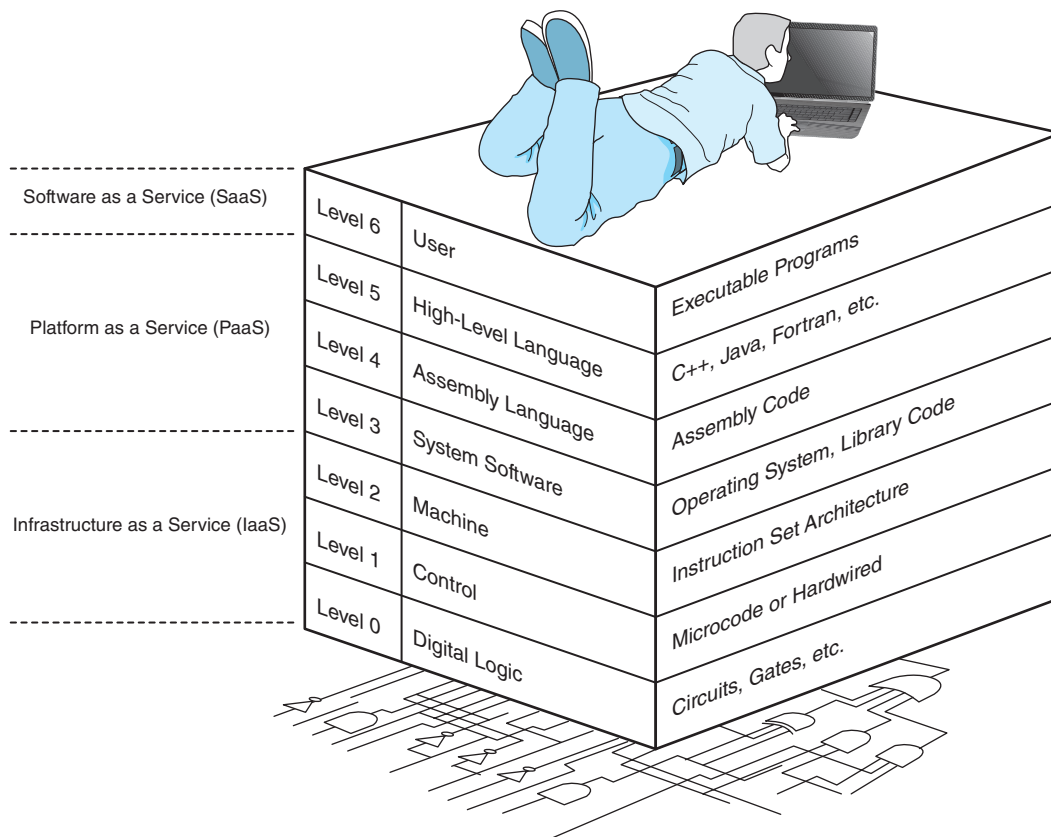 Software as a Service (SaaS)
Platform as a Service (PaaS)
Infrastructure as a Service (IaaS)
Level 6
User
Executable Programs
Level 5
High-Level Language
C++, Java, Fortran, etc.
Level 4
Assembly Language
Assembly Code
Level 3
System Software
Operating System, Library Code
Level 2
Machine
Instruction Set Architecture
Level 1
Control
Microcode or Hardwired
Level 0
Digital Logic
Circuits, Gates, etc.